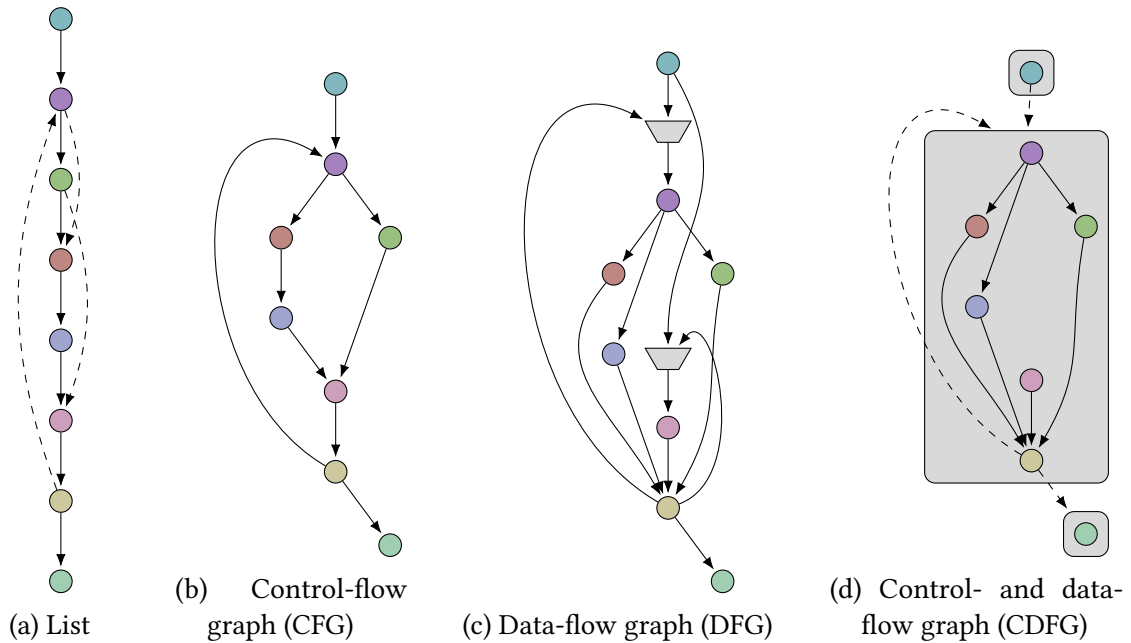 (a) List
(b) Control-flow
graph (CFG)
(c) Data-flow graph (DFG)
(d) Control- and data-
flow graph (CDFG)